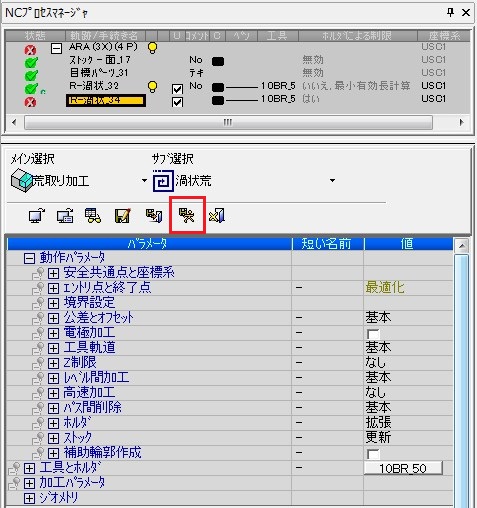 NCプロセスマネージャ
状態 軌跡/手続き名 U コメント C ペン 工具 ホルダによる制限 座標系
ARA (3X) (4 P) USC1
ストック - 面_17 No 無効 USC1
目標パーツ_31 テキ 無効 USC1
R-渦状_32 No 10BR_5 いいえ、最小有効長計算 USC1
R-渦状_34 10BR_5 はい USC1
メイン選択 サブ選択
荒取り加工 渦状荒
パラメータ 短い名前 値
動作パラメータ
安全共通点と座標系
エントリ点と終了点 - 最適化
境界設定
公差とオフセット - 基本
電極加工 -
工具軌道 - 基本
Z制限 - なし
レベル間加工 - 基本
高速加工 - なし
パス間削除 - 基本
ホルダ - 拡張
ストック - 更新
補助輪郭作成 -
工具とホルダ - 10BR_50
加工パラメータ
ジオメトリ